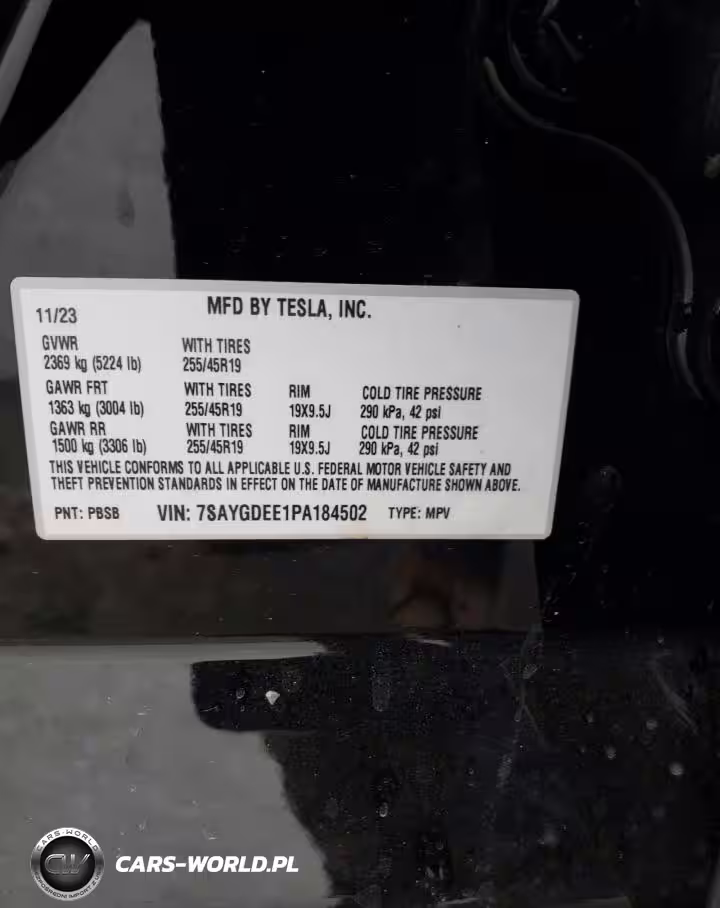 11/23
MFD BY TESLA, INC.
GVWR WITH TIRES
2369 kg (5224 lb) 255/45R19
GAWR FRT WITH TIRES RIM COLD TIRE PRESSURE
1363 kg (3004 lb) 255/45R19 19X9.5J 290 kPa, 42 psi
GAWR RR WITH TIRES RIM COLD TIRE PRESSURE
1500 kg (3306 lb) 255/45R19 19X9.5J 290 kPa, 42 psi
THIS VEHICLE CONFORMS TO ALL APPLICABLE U.S. FEDERAL MOTOR VEHICLE SAFETY AND
THEFT PREVENTION STANDARDS IN EFFECT ON THE DATE OF MANUFACTURE SHOWN ABOVE.
PNT: PBSB VIN: 7SAYGDEE1PA184502 TYPE: MPV
CARS-WORLD
CW
CARS-WORLD.PL